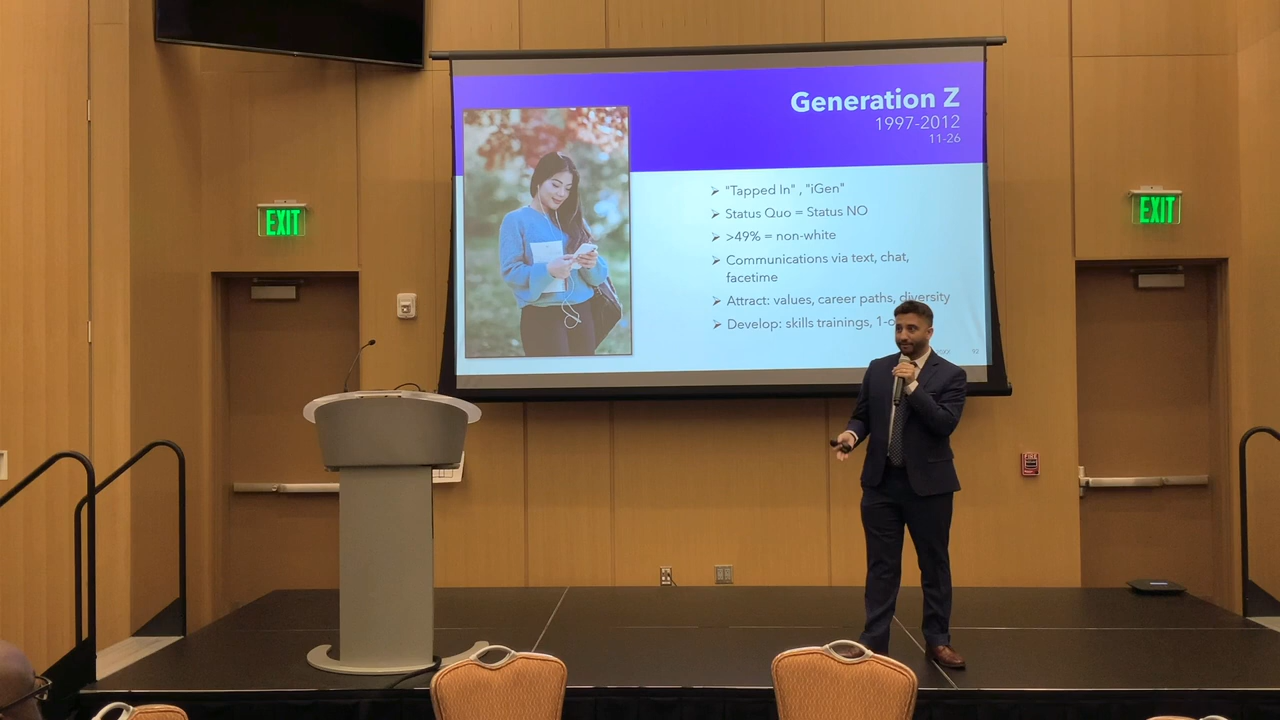 Generation Z
1997-2012
11-26
EXIT
EXIT
➢ "Tapped In" , "iGen"
➢ Status Quo = Status NO
➢ >49% = non-white
➢ Communications via text, chat,
facetime
➢ Attract: values, career paths, diversity
➢ Develop: skills trainings,
FIRE